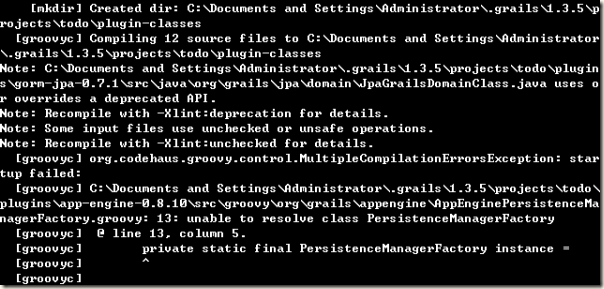 [mkdir] Created dir: C:\Documents and Settings\Administrator\.grails\1.3.5\p
rojects\todo\plugin-classes
[groovyc] Compiling 12 source files to C:\Documents and Settings\Administrator
\.grails\1.3.5\projects\todo\plugin-classes
Note: C:\Documents and Settings\Administrator\.grails\1.3.5\projects\todo\plugin
s\gorm-jpa-0.7.1\src\java\org\grails\jpa\domain\JpaGrailsDomainClass.java uses o
r overrides a deprecated API.
Note: Recompile with -Xlint:deprecation for details.
Note: Some input files use unchecked or unsafe operations.
Note: Recompile with -Xlint:unchecked for details.
[groovyc] org.codehaus.groovy.control.MultipleCompilationErrorsException: star
tup failed:
[groovyc] C:\Documents and Settings\Administrator\.grails\1.3.5\projects\todo\
plugins\app-engine-0.8.10\src\groovy\org\grails\appengine\AppEnginePersistenceMa
nagerFactory.groovy: 13: unable to resolve class PersistenceManagerFactory
[groovyc]  @ line 13, column 5.
[groovyc]        private static final PersistenceManagerFactory instance =
[groovyc]        ^
[groovyc]